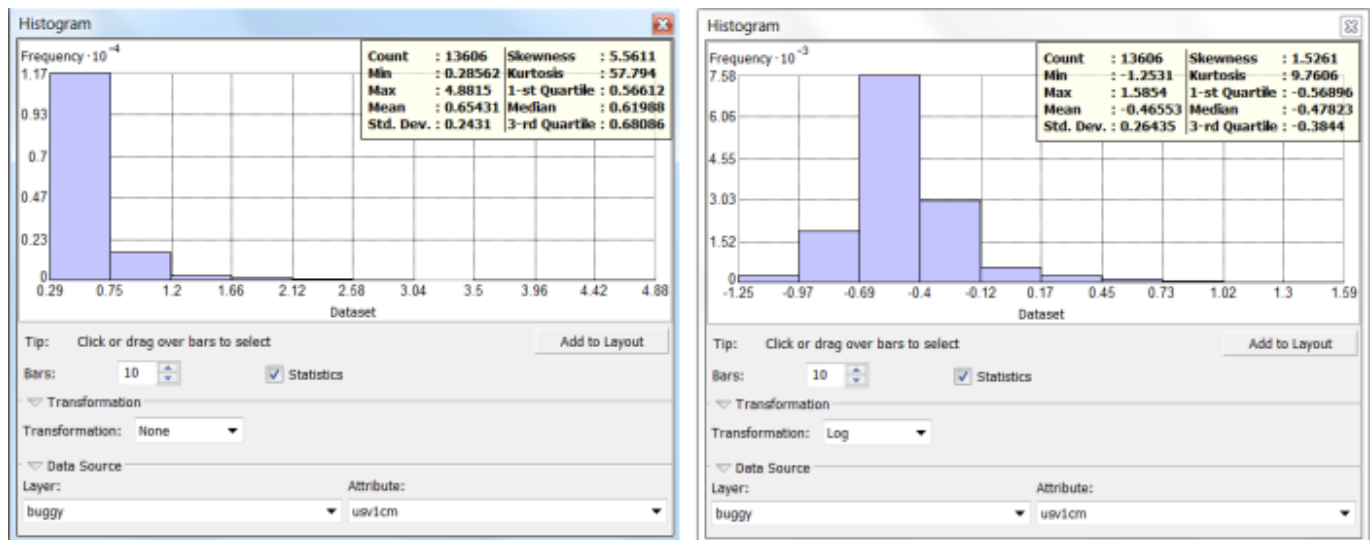 Histogram
Frequency · 10 -4
Count : 13606 Skewness : 5.5611
Min : 0.28562 Kurtosis : 57.794
Max : 4.8815 1-st Quartile : 0.56612
Mean : 0.65431 Median : 0.61988
Std. Dev. : 0.2431 3-rd Quartile : 0.68086
1.17
0.93
0.7
0.47
0.23
0
0.29 0.75 1.2 1.66 2.12 2.58 3.04 3.5 3.96 4.42 4.88
Dataset
Tip: Click or drag over bars to select Add to Layout
Bars: 10 Statistics
Transformation
Transformation: None
Data Source
Layer: Attribute:
buggy usv1cm
Histogram
Frequency · 10 -3
Count : 13606 Skewness : 1.5261
Min : -1.2531 Kurtosis : 9.7606
Max : 1.5854 1-st Quartile : -0.56896
Mean : -0.46553 Median : -0.47823
Std. Dev. : 0.26435 3-rd Quartile : -0.3844
7.58
6.06
4.55
3.03
1.52
0
-1.25 -0.97 -0.69 -0.4 -0.12 0.17 0.45 0.73 1.02 1.3 1.59
Dataset
Tip: Click or drag over bars to select Add to Layout
Bars: 10 Statistics
Transformation
Transformation: Log
Data Source
Layer: Attribute:
buggy usv1cm